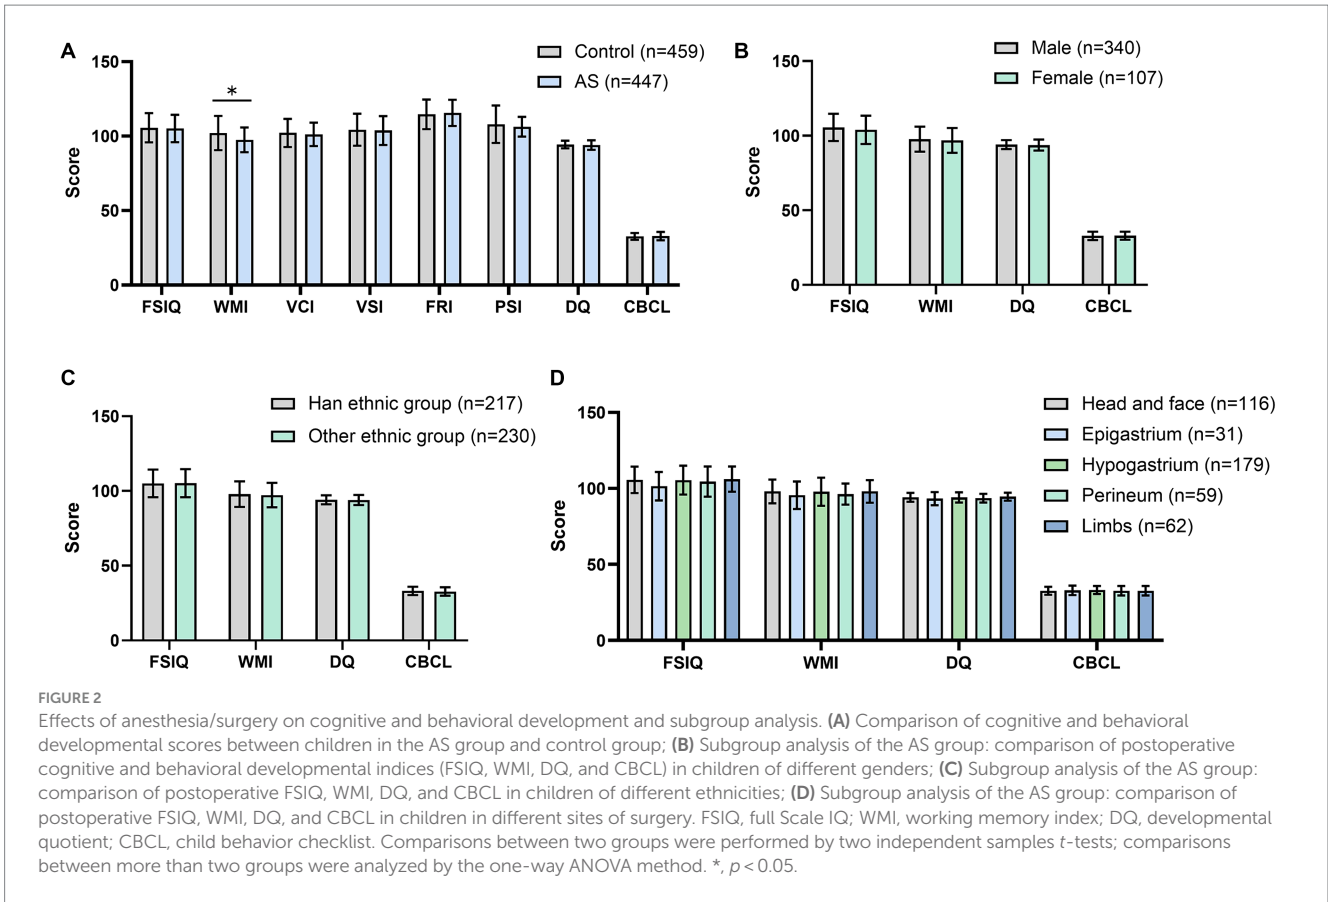 A
Control (n=459)
AS (n=447)
*
150
100
50
0
Score
FSIQ WMI VCI VSI FRI PSI DQ CBCL
B
Male (n=340)
Female (n=107)
150
100
50
0
Score
FSIQ WMI DQ CBCL
C
Han ethnic group (n=217)
Other ethnic group (n=230)
150
100
50
0
Score
FSIQ WMI DQ CBCL
D
Head and face (n=116)
Epigastrium (n=31)
Hypogastrium (n=179)
Perineum (n=59)
Limbs (n=62)
150
100
50
0
Score
FSIQ WMI DQ CBCL
FIGURE 2
Effects of anesthesia/surgery on cognitive and behavioral development and subgroup analysis. (A) Comparison of cognitive and behavioral
developmental scores between children in the AS group and control group; (B) Subgroup analysis of the AS group: comparison of postoperative
cognitive and behavioral developmental indices (FSIQ, WMI, DQ, and CBCL) in children of different genders; (C) Subgroup analysis of the AS group:
comparison of postoperative FSIQ, WMI, DQ, and CBCL in children of different ethnicities; (D) Subgroup analysis of the AS group: comparison of
postoperative FSIQ, WMI, DQ, and CBCL in children in different sites of surgery. FSIQ, full Scale IQ; WMI, working memory index; DQ, developmental
quotient; CBCL, child behavior checklist. Comparisons between two groups were performed by two independent samples t-tests; comparisons
between more than two groups were analyzed by the one-way ANOVA method. *, p < 0.05.